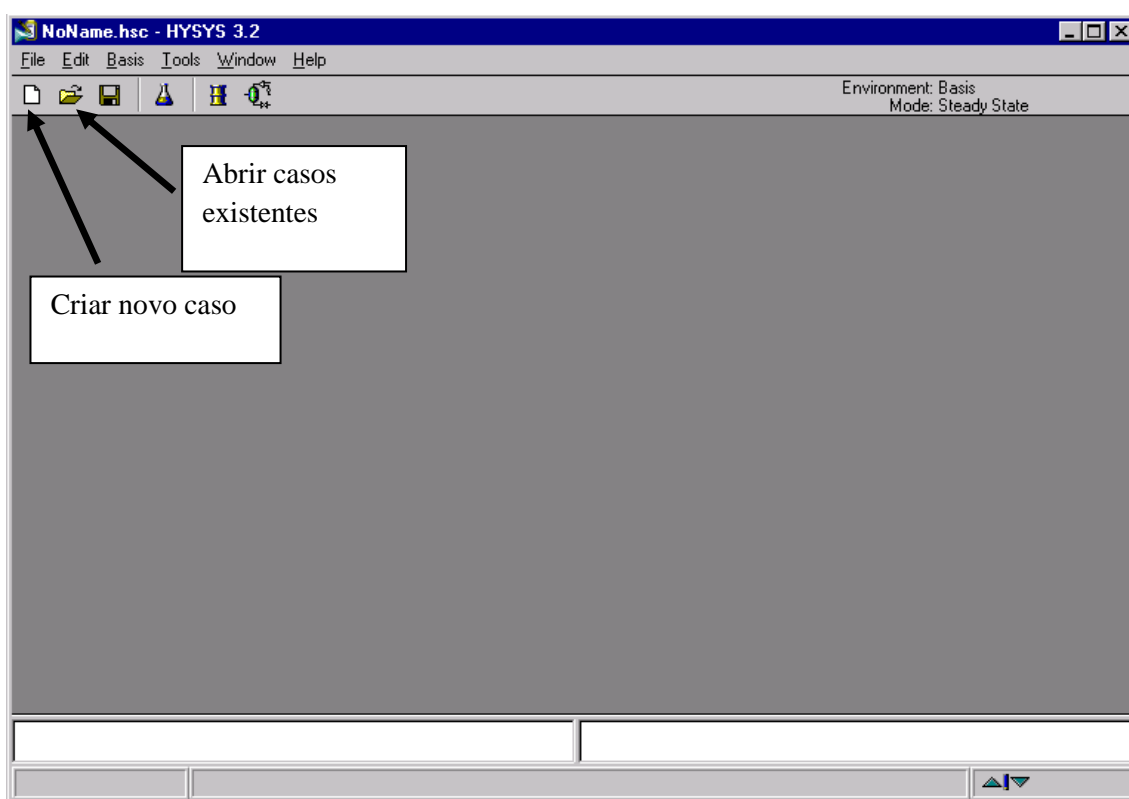 NoName.hsc - HYSYS 3.2
File Edit Basis Tools Window Help
Environment: Basis
Mode: Steady State
Abrir casos
existentes
Criar novo caso